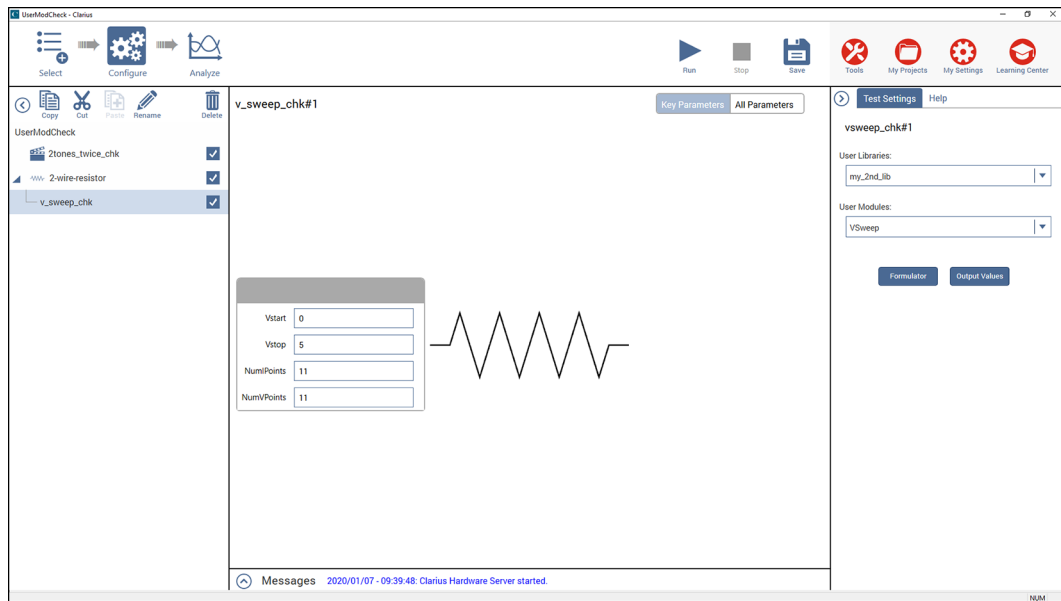 UserModCheck - Clarius
Select
Configure
Analyze
Run
Stop
Save
Tools
My Projects
My Settings
Learning Center
Copy
Cut
Paste
Rename
Delete
UserModCheck
2tones_twice_chk
2-wire-resistor
v_sweep_chk
v_sweep_chk#1
Key Parameters
All Parameters
Vstart 0
Vstop 5
NumIPoints 11
NumVPoints 11
Test Settings
Help
vsweep_chk#1
User Libraries:
my_2nd_lib
User Modules:
VSweep
Formulator
Output Values
Messages 2020/01/07 - 09:39:48: Clarius Hardware Server started.
NUM